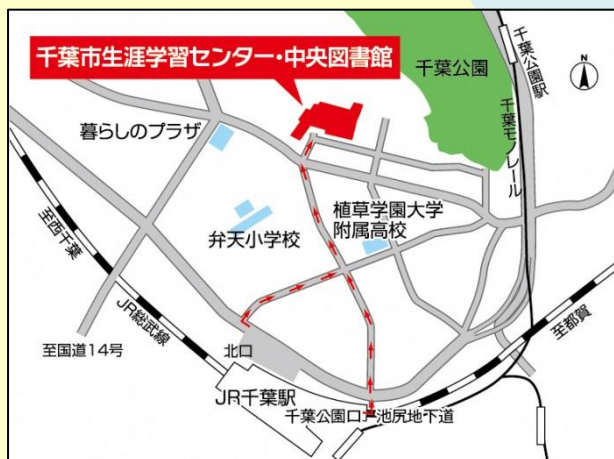 千葉市生涯学習センター・中央図書館
千葉公園
千葉公園駅
千葉モノレール
暮らしのプラザ
植草学園大学
附属高校
弁天小学校
至西千葉
JR総武線
至国道14号
北口
JR千葉駅
千葉公園口
池尻地下道
至都賀
N